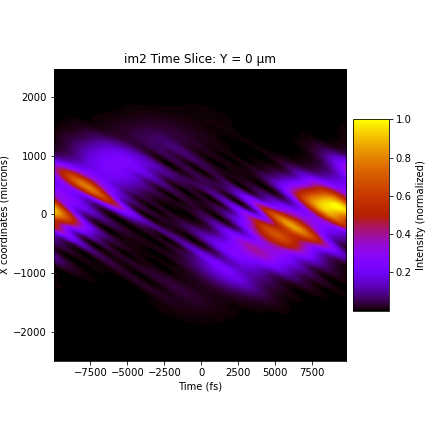 im2 Time Slice: Y = 0 μm
2000
1000
0
−1000
−2000
X coordinates (microns)
−7500 −5000 −2500 0 2500 5000 7500
Time (fs)
1.0
0.8
0.6
0.4
0.2
Intensity (normalized)